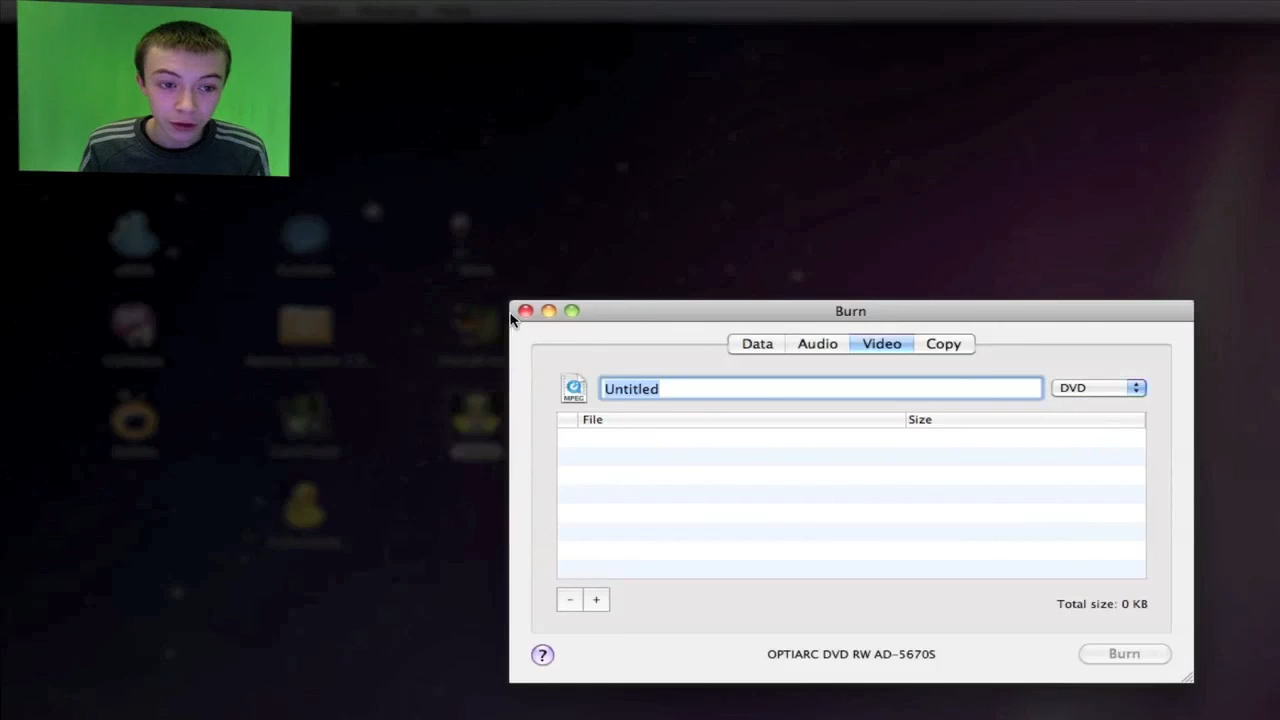 Burn
Data Audio Video Copy
MPEG Untitled DVD
File Size
- +
Total size: 0 KB
? OPTIARC DVD RW AD-5670S Burn